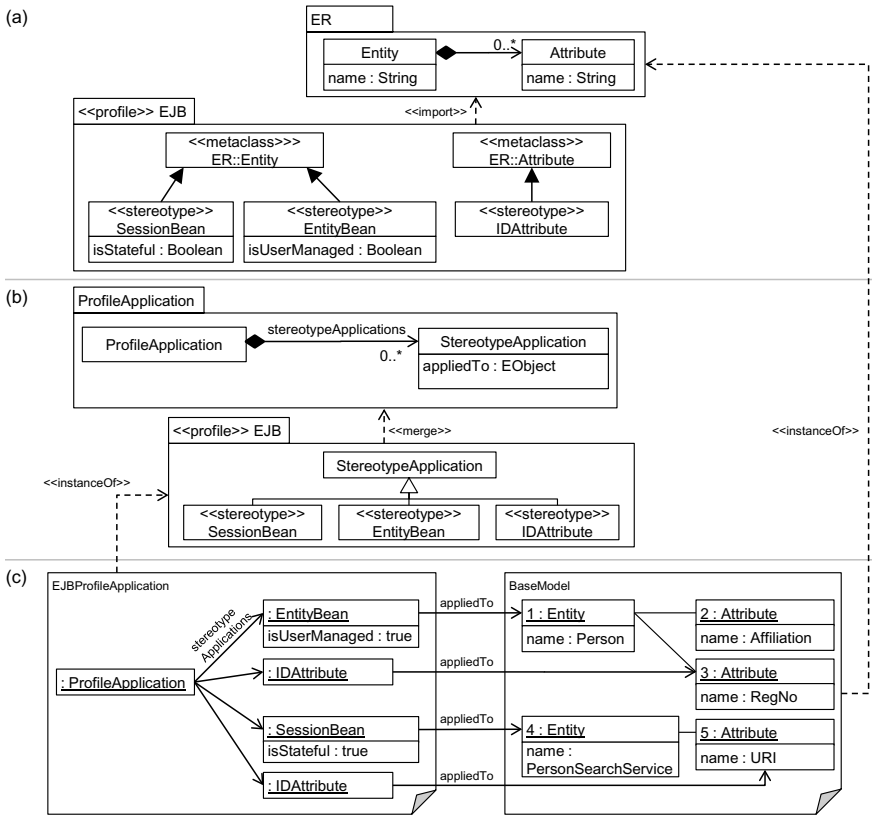 (a)
ER
Entity
name : String
0..*
Attribute
name : String
<<import>>
<<profile>> EJB
<<metaclass>>>
ER::Entity
<<metaclass>>
ER::Attribute
<<stereotype>>
SessionBean
isStateful : Boolean
<<stereotype>>
EntityBean
isUserManaged : Boolean
<<stereotype>>
IDAttribute
(b)
ProfileApplication
ProfileApplication
stereotypeApplications
0..*
StereotypeApplication
appliedTo : EObject
<<merge>>
<<instanceOf>>
<<profile>> EJB
StereotypeApplication
<<stereotype>>
SessionBean
<<stereotype>>
EntityBean
<<stereotype>>
IDAttribute
<<instanceOf>>
(c)
EJBProfileApplication
: ProfileApplication
stereotype
Applications
: EntityBean
isUserManaged : true
: IDAttribute
: SessionBean
isStateful : true
: IDAttribute
appliedTo
appliedTo
appliedTo
appliedTo
BaseModel
1 : Entity
name : Person
2 : Attribute
name : Affiliation
3 : Attribute
name : RegNo
4 : Entity
name :
PersonSearchService
5 : Attribute
name : URI